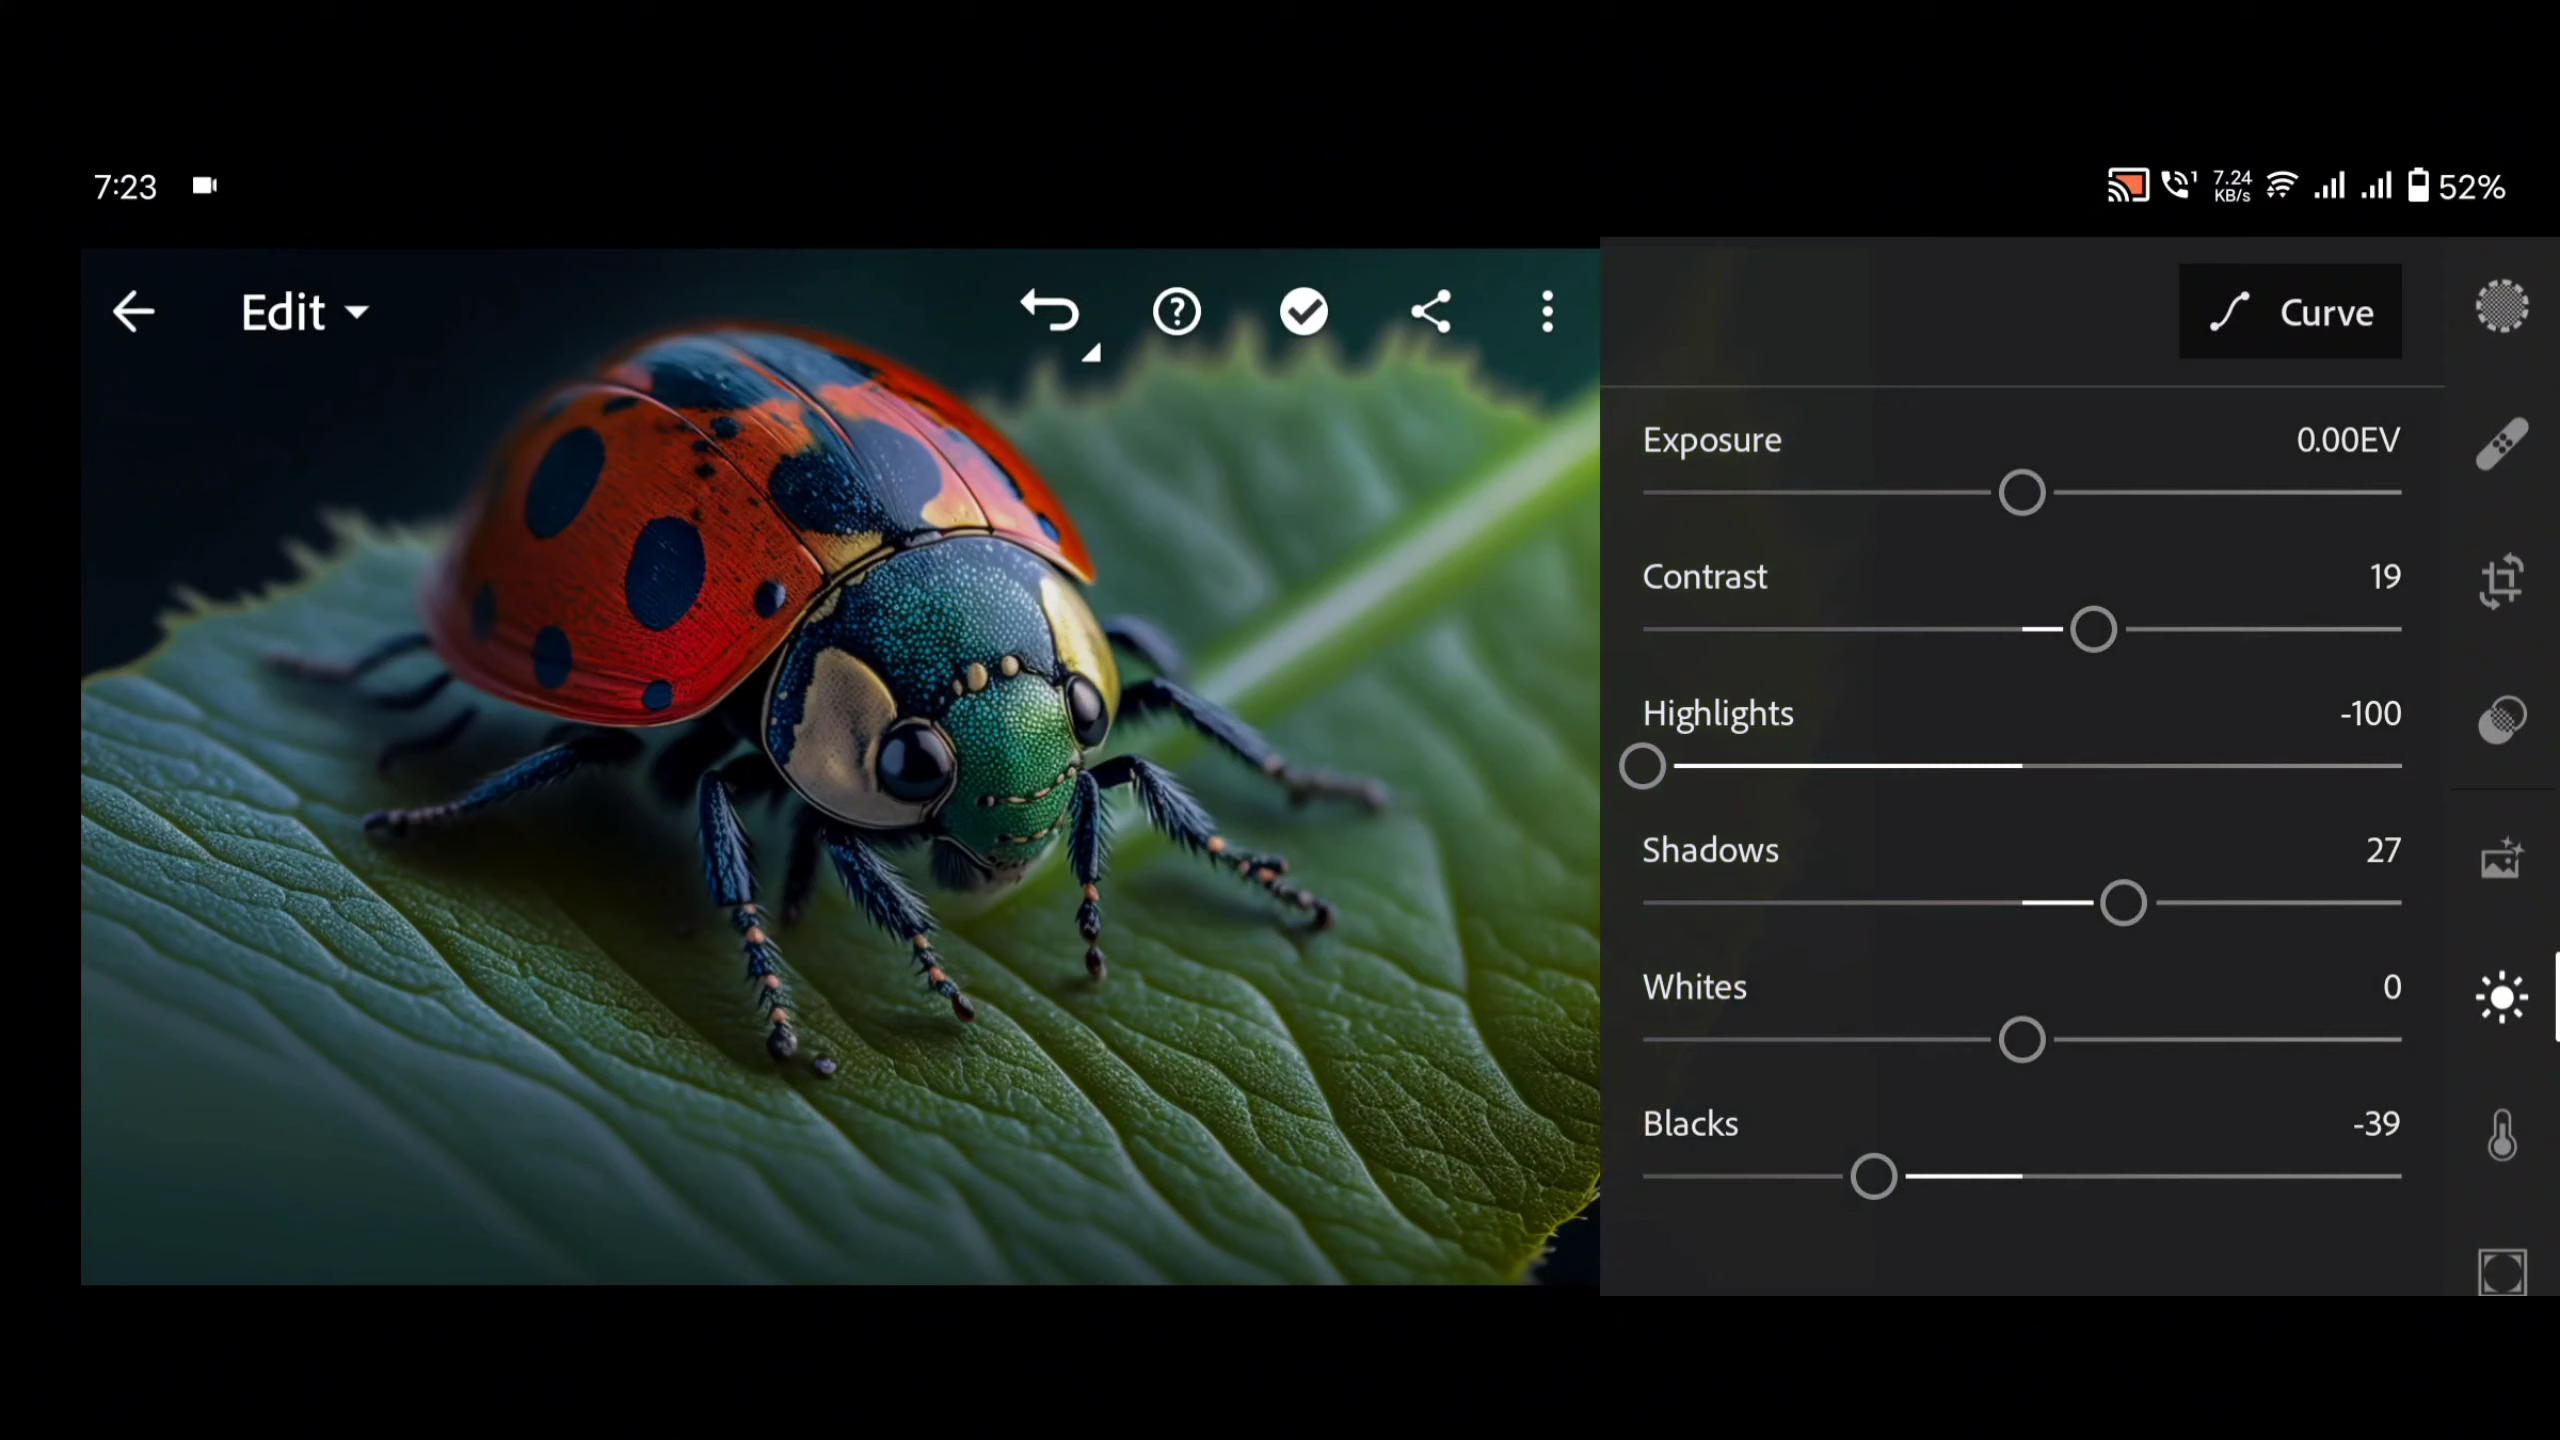 7:23
1 7.24 KB/s 52%
Edit
Curve
Exposure 0.00EV
Contrast 19
Highlights -100
Shadows 27
Whites 0
Blacks -39